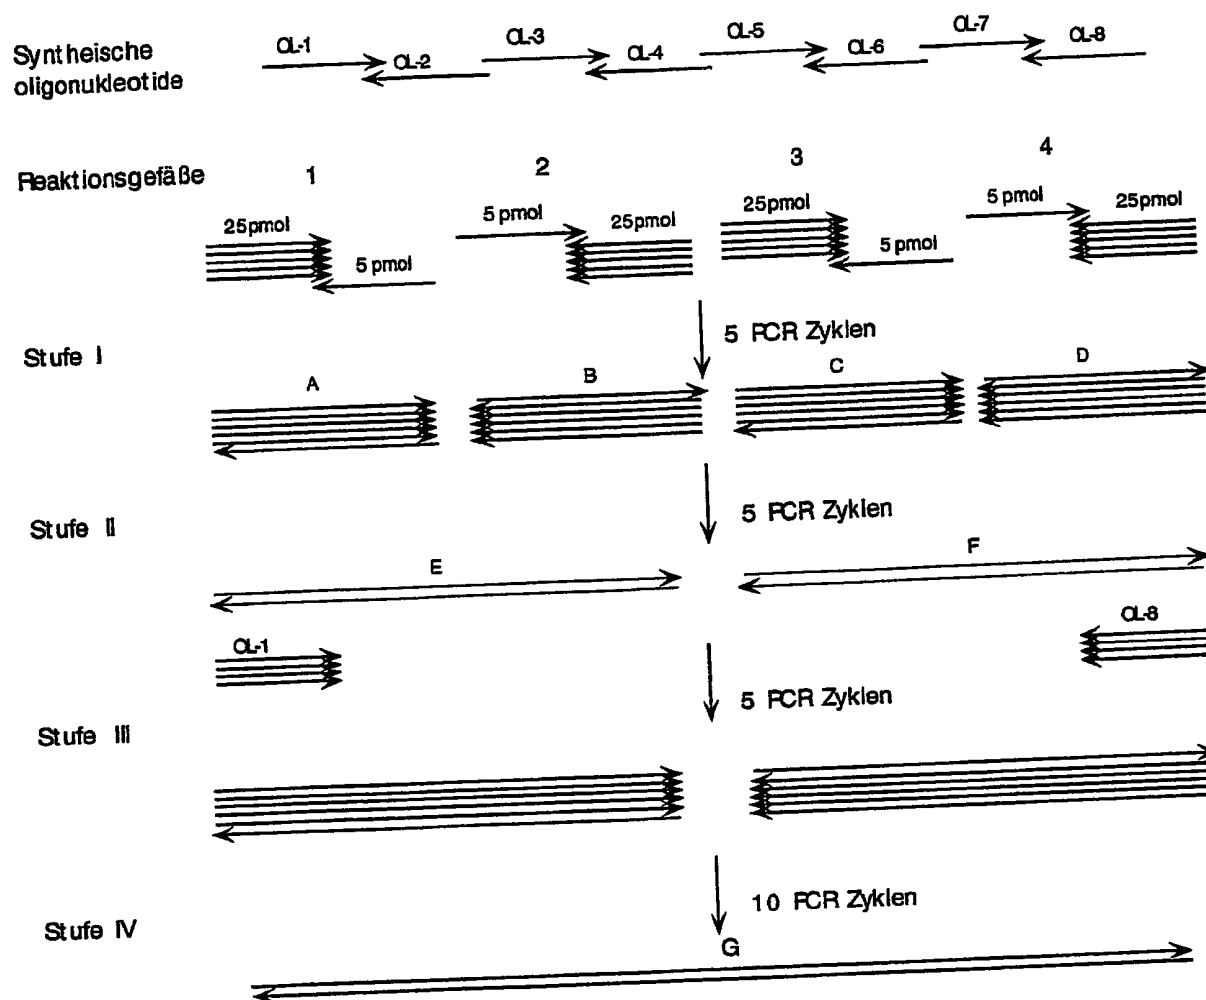 Syntheische
oligonukleotide
OL-1
OL-2
OL-3
OL-4
OL-5
OL-6
OL-7
OL-8
Reaktionsgefäße
1
2
3
4
25pmol
5 pmol
5 pmol
25pmol
25pmol
5 pmol
5 pmol
25pmol
5 PCR Zyklen
Stufe I
A
B
C
D
5 PCR Zyklen
Stufe II
E
F
OL-1
OL-8
5 PCR Zyklen
Stufe III
10 PCR Zyklen
Stufe IV
G